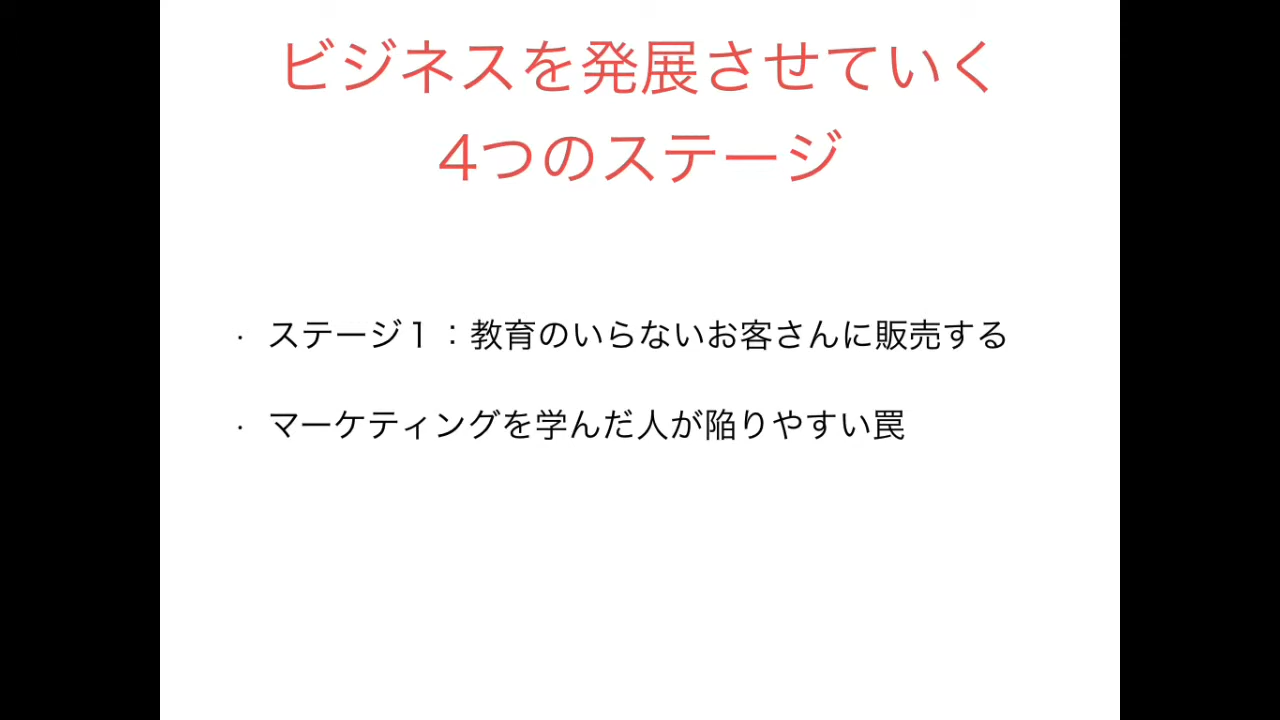 ビジネスを発展させていく
4つのステージ
・ ステージ１：教育のいらないお客さんに販売する
・ マーケティングを学んだ人が陥りやすい罠